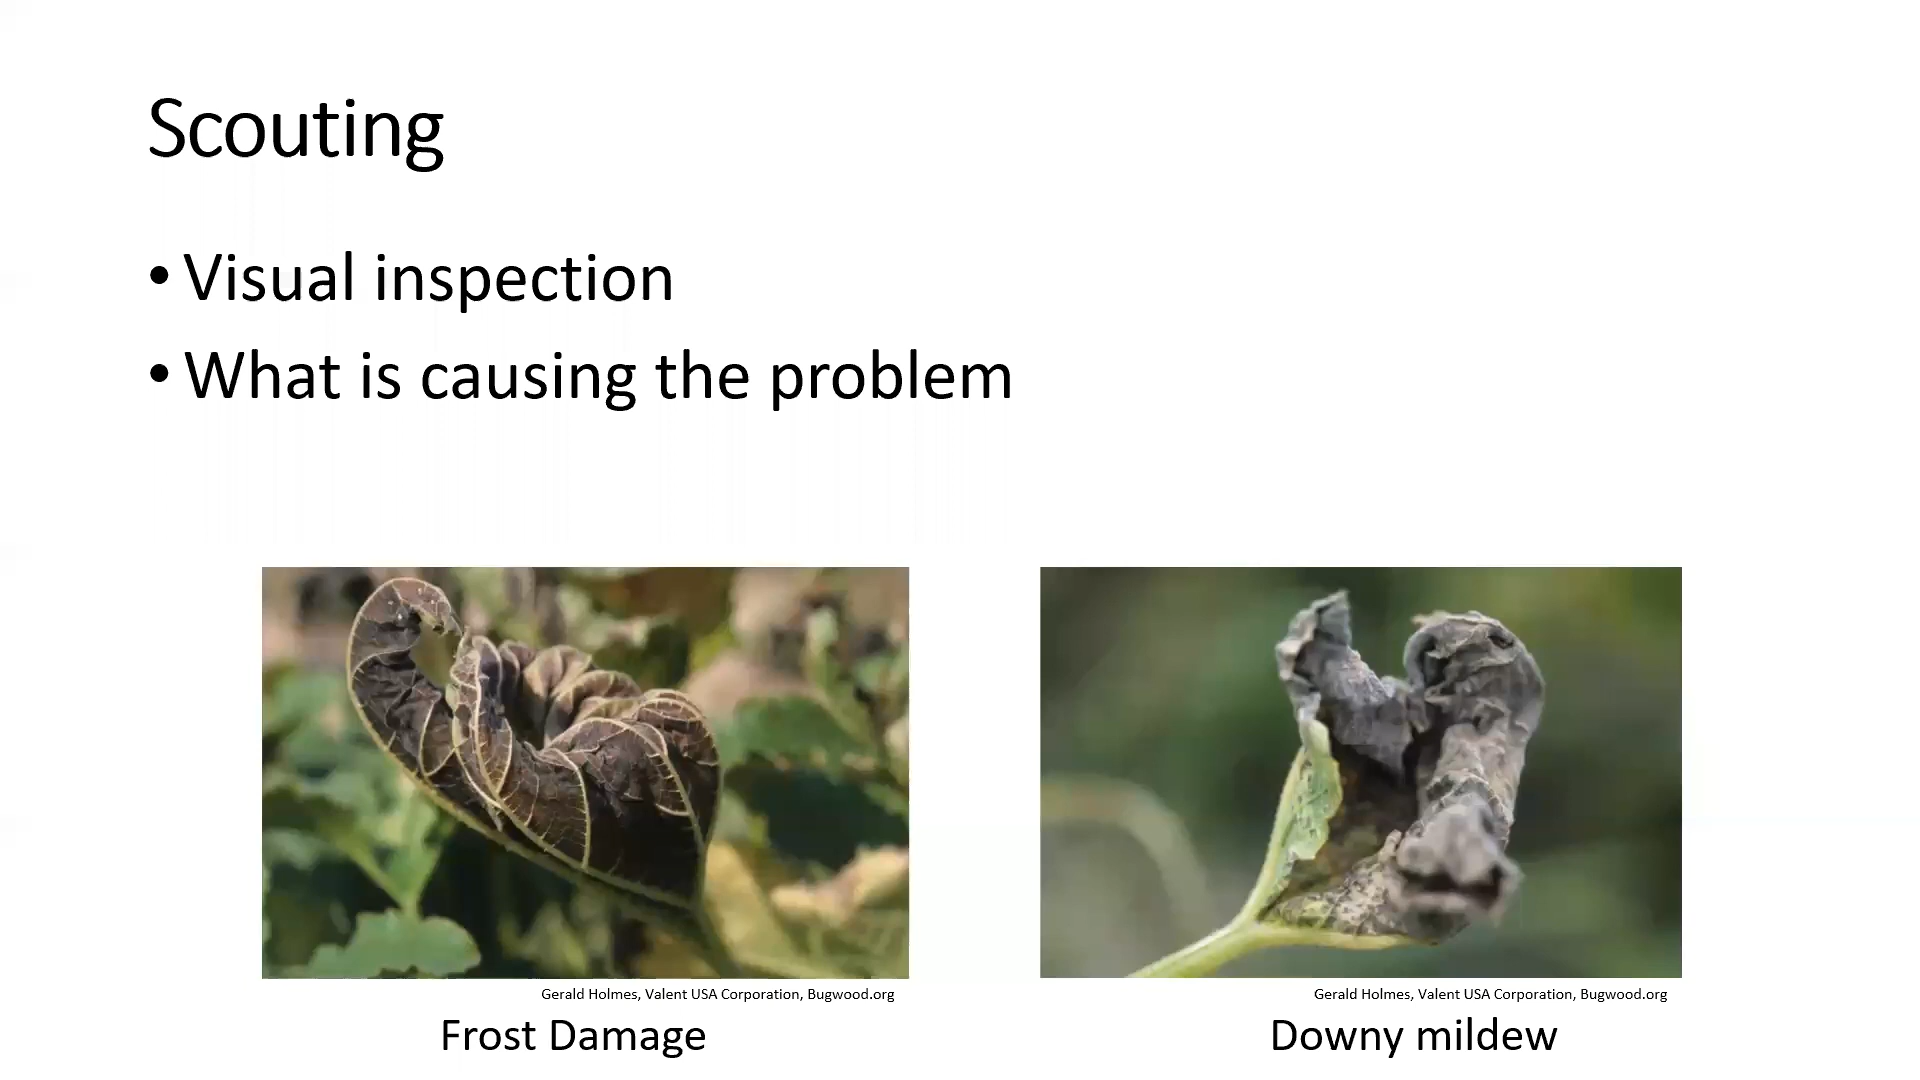 Scouting
• Visual inspection
• What is causing the problem
Gerald Holmes, Valent USA Corporation, Bugwood.org
Gerald Holmes, Valent USA Corporation, Bugwood.org
Frost Damage
Downy mildew